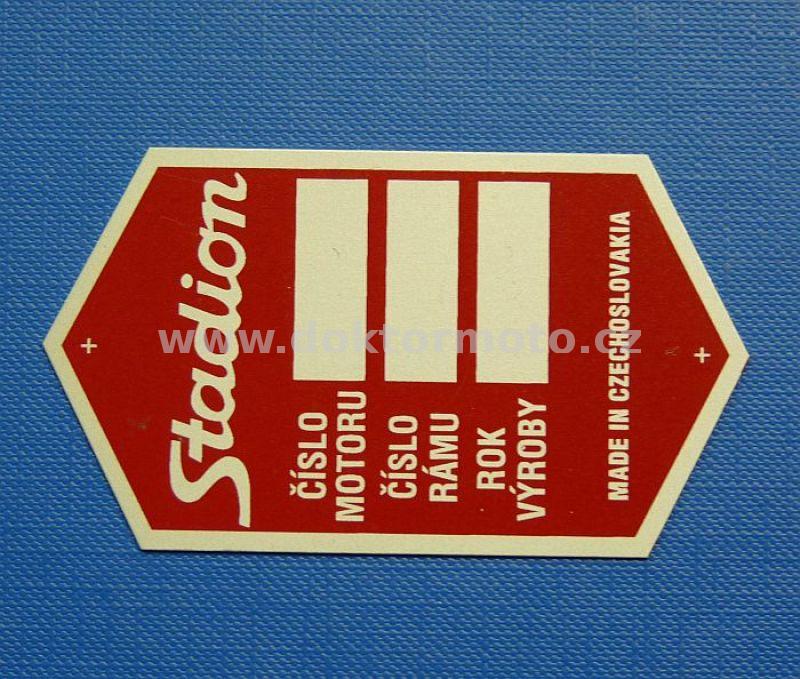 Stadion
ČÍSLO
MOTORU
ČÍSLO
RÁMU
ROK
VÝROBY
MADE IN CZECHOSLOVAKIA
www.doktormoto.cz